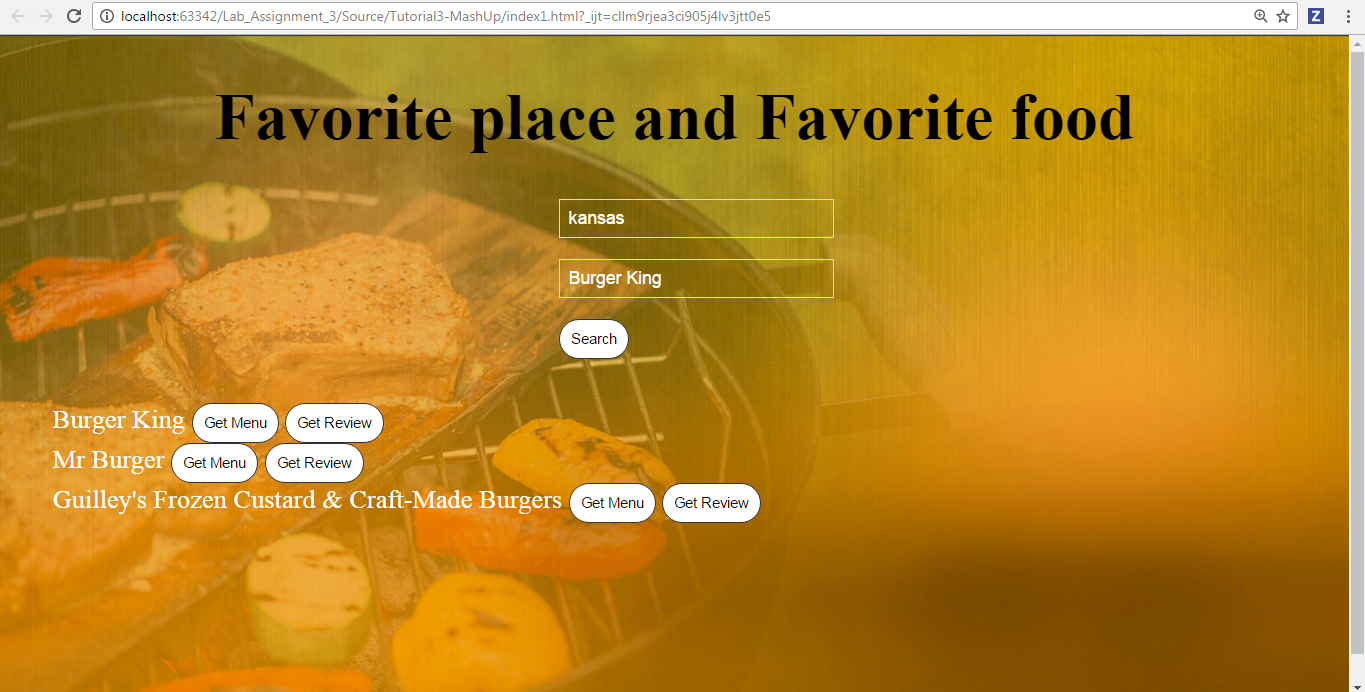 localhost:63342/Lab_Assignment_3/Source/Tutorial3-MashUp/index1.html?_ijt=cllm9rjea3ci905j4lv3jtt0e5
Z
Favorite place and Favorite food
kansas
Burger King
Search
Burger King Get Menu Get Review
Mr Burger Get Menu Get Review
Guilley's Frozen Custard & Craft-Made Burgers Get Menu Get Review